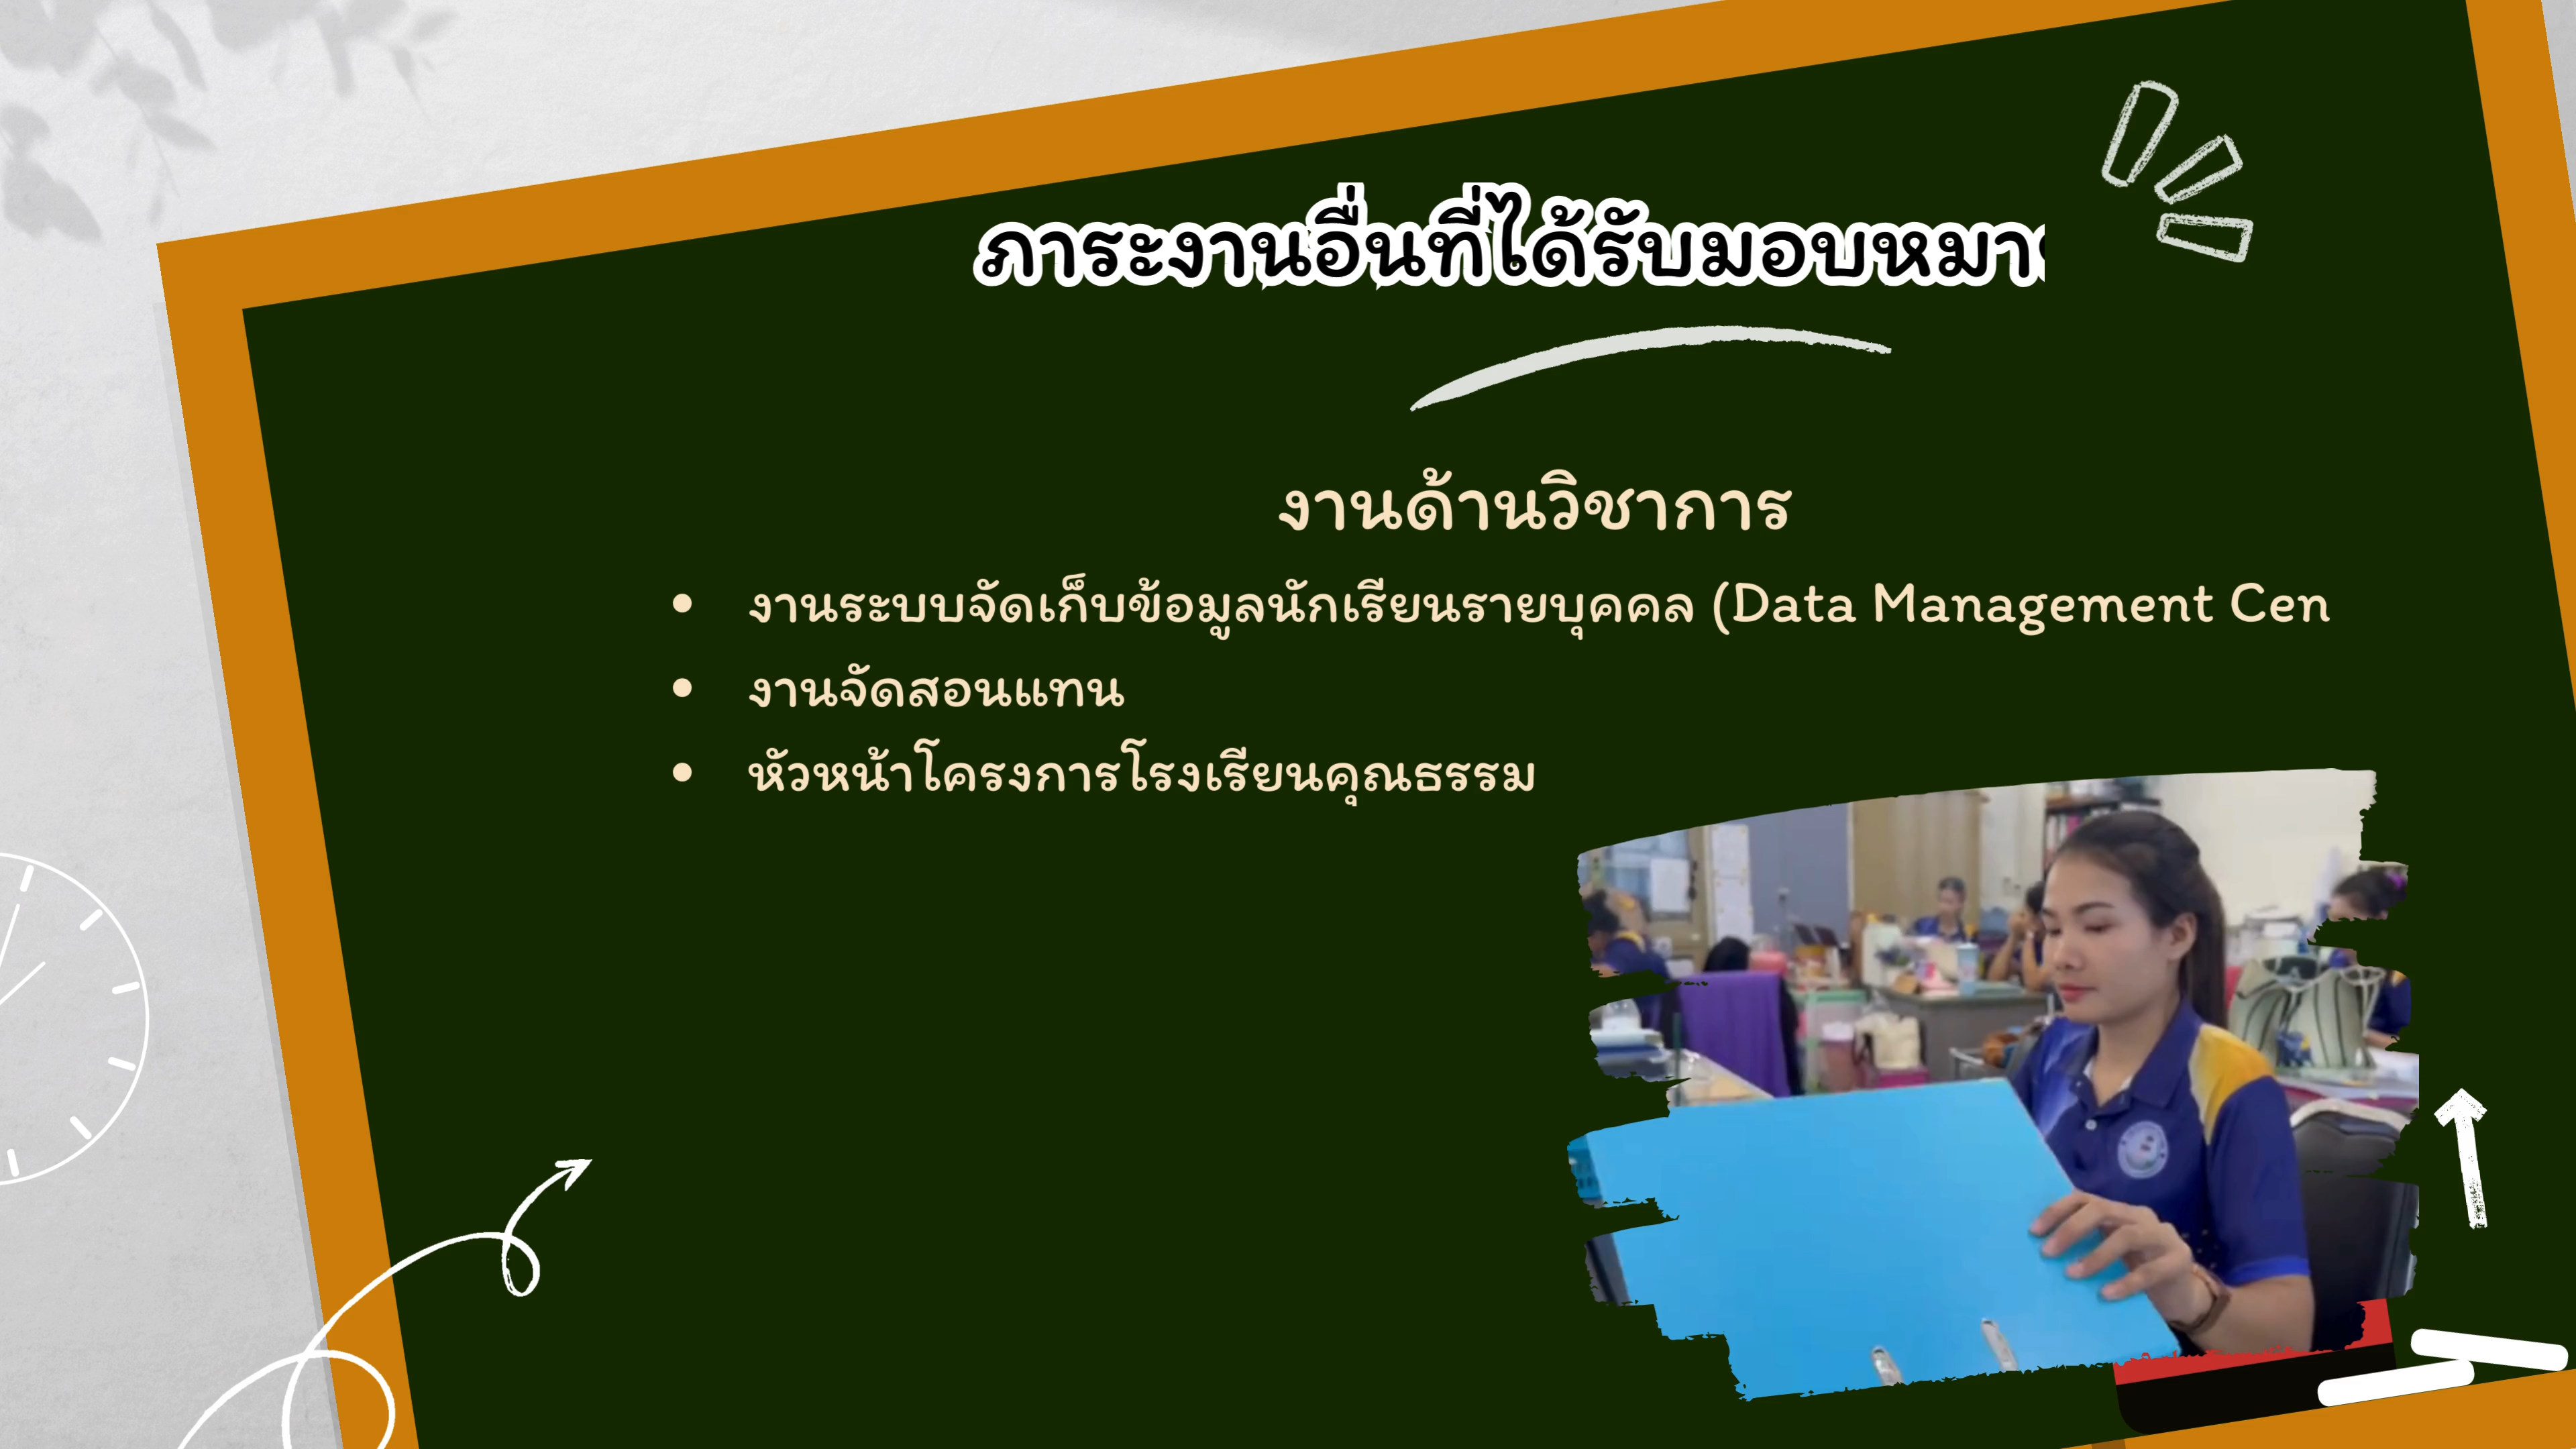 ภาระงานอื่นที่ได้รับมอบหมา
งานด้านวิชาการ
• งานระบบจัดเก็บข้อมูลนักเรียนรายบุคคล (Data Management Cen
• งานจัดสอนแทน
• หัวหน้าโครงการโรงเรียนคุณธรรม